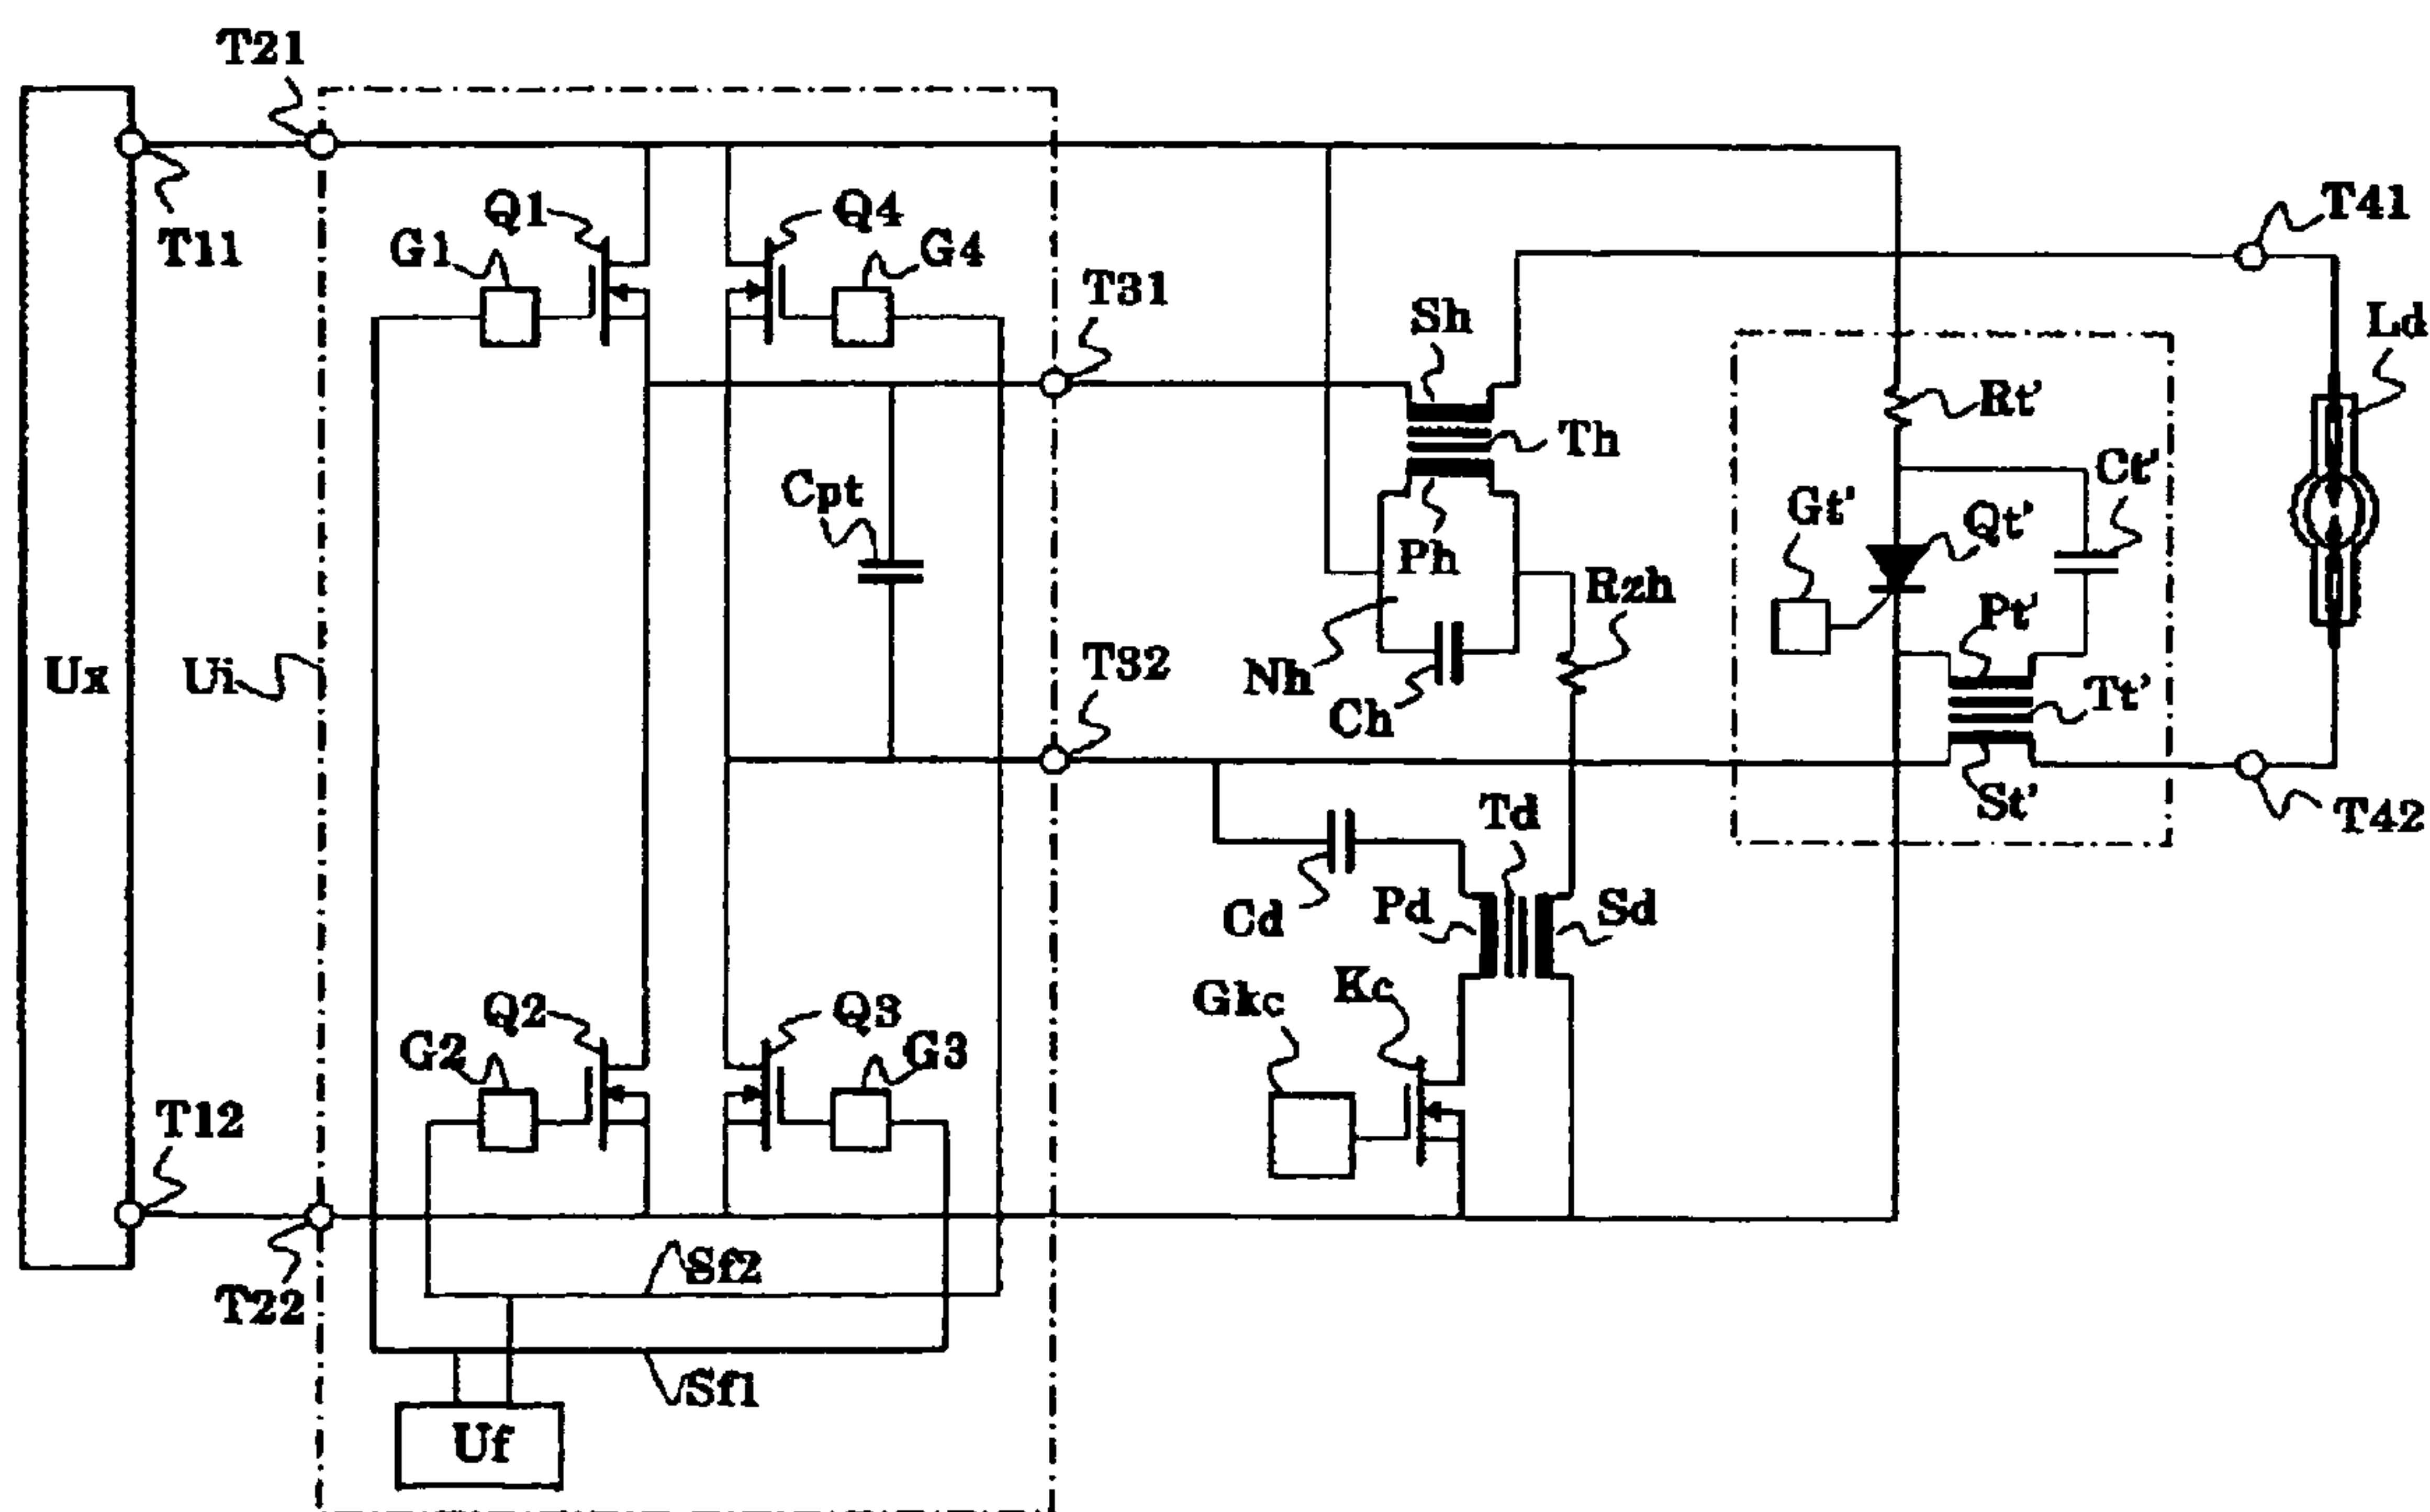 T21
T11
Q1
Q4
G1
G4
T31
T41
Sh
Ld
Th
Rt'
Cpt
Ct'
Gt'
Qt'
Ph
Rzh
Pt'
Ux
Ui
T32
Nh
Ch
Tt'
St'
T42
Td
Cd
Pd
Sd
Gkc
Kc
Q2
Q3
G2
G3
T12
T22
Sf2
Sf1
Uf